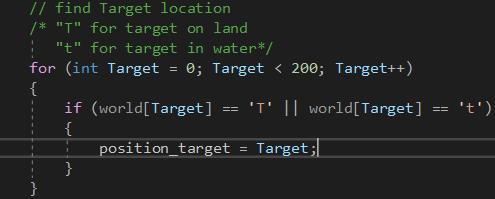 // find Target location
/* "T" for target on land
"t" for target in water*/
for (int Target = 0; Target < 200; Target++)
{
if (world[Target] == 'T' || world[Target] == 't')
{
position_target = Target;
}
}